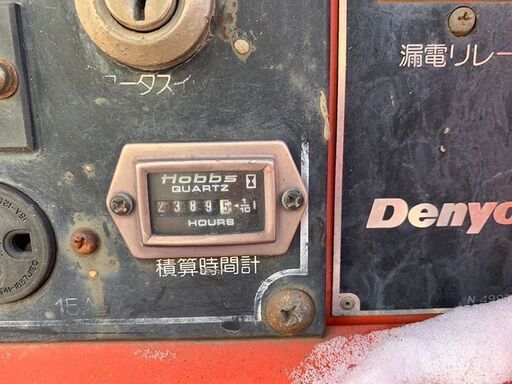 ータスイ
漏電リレー
Hobbs
QUARTZ
23895 1/10
HOURS
Denyo
積算時間計
15A